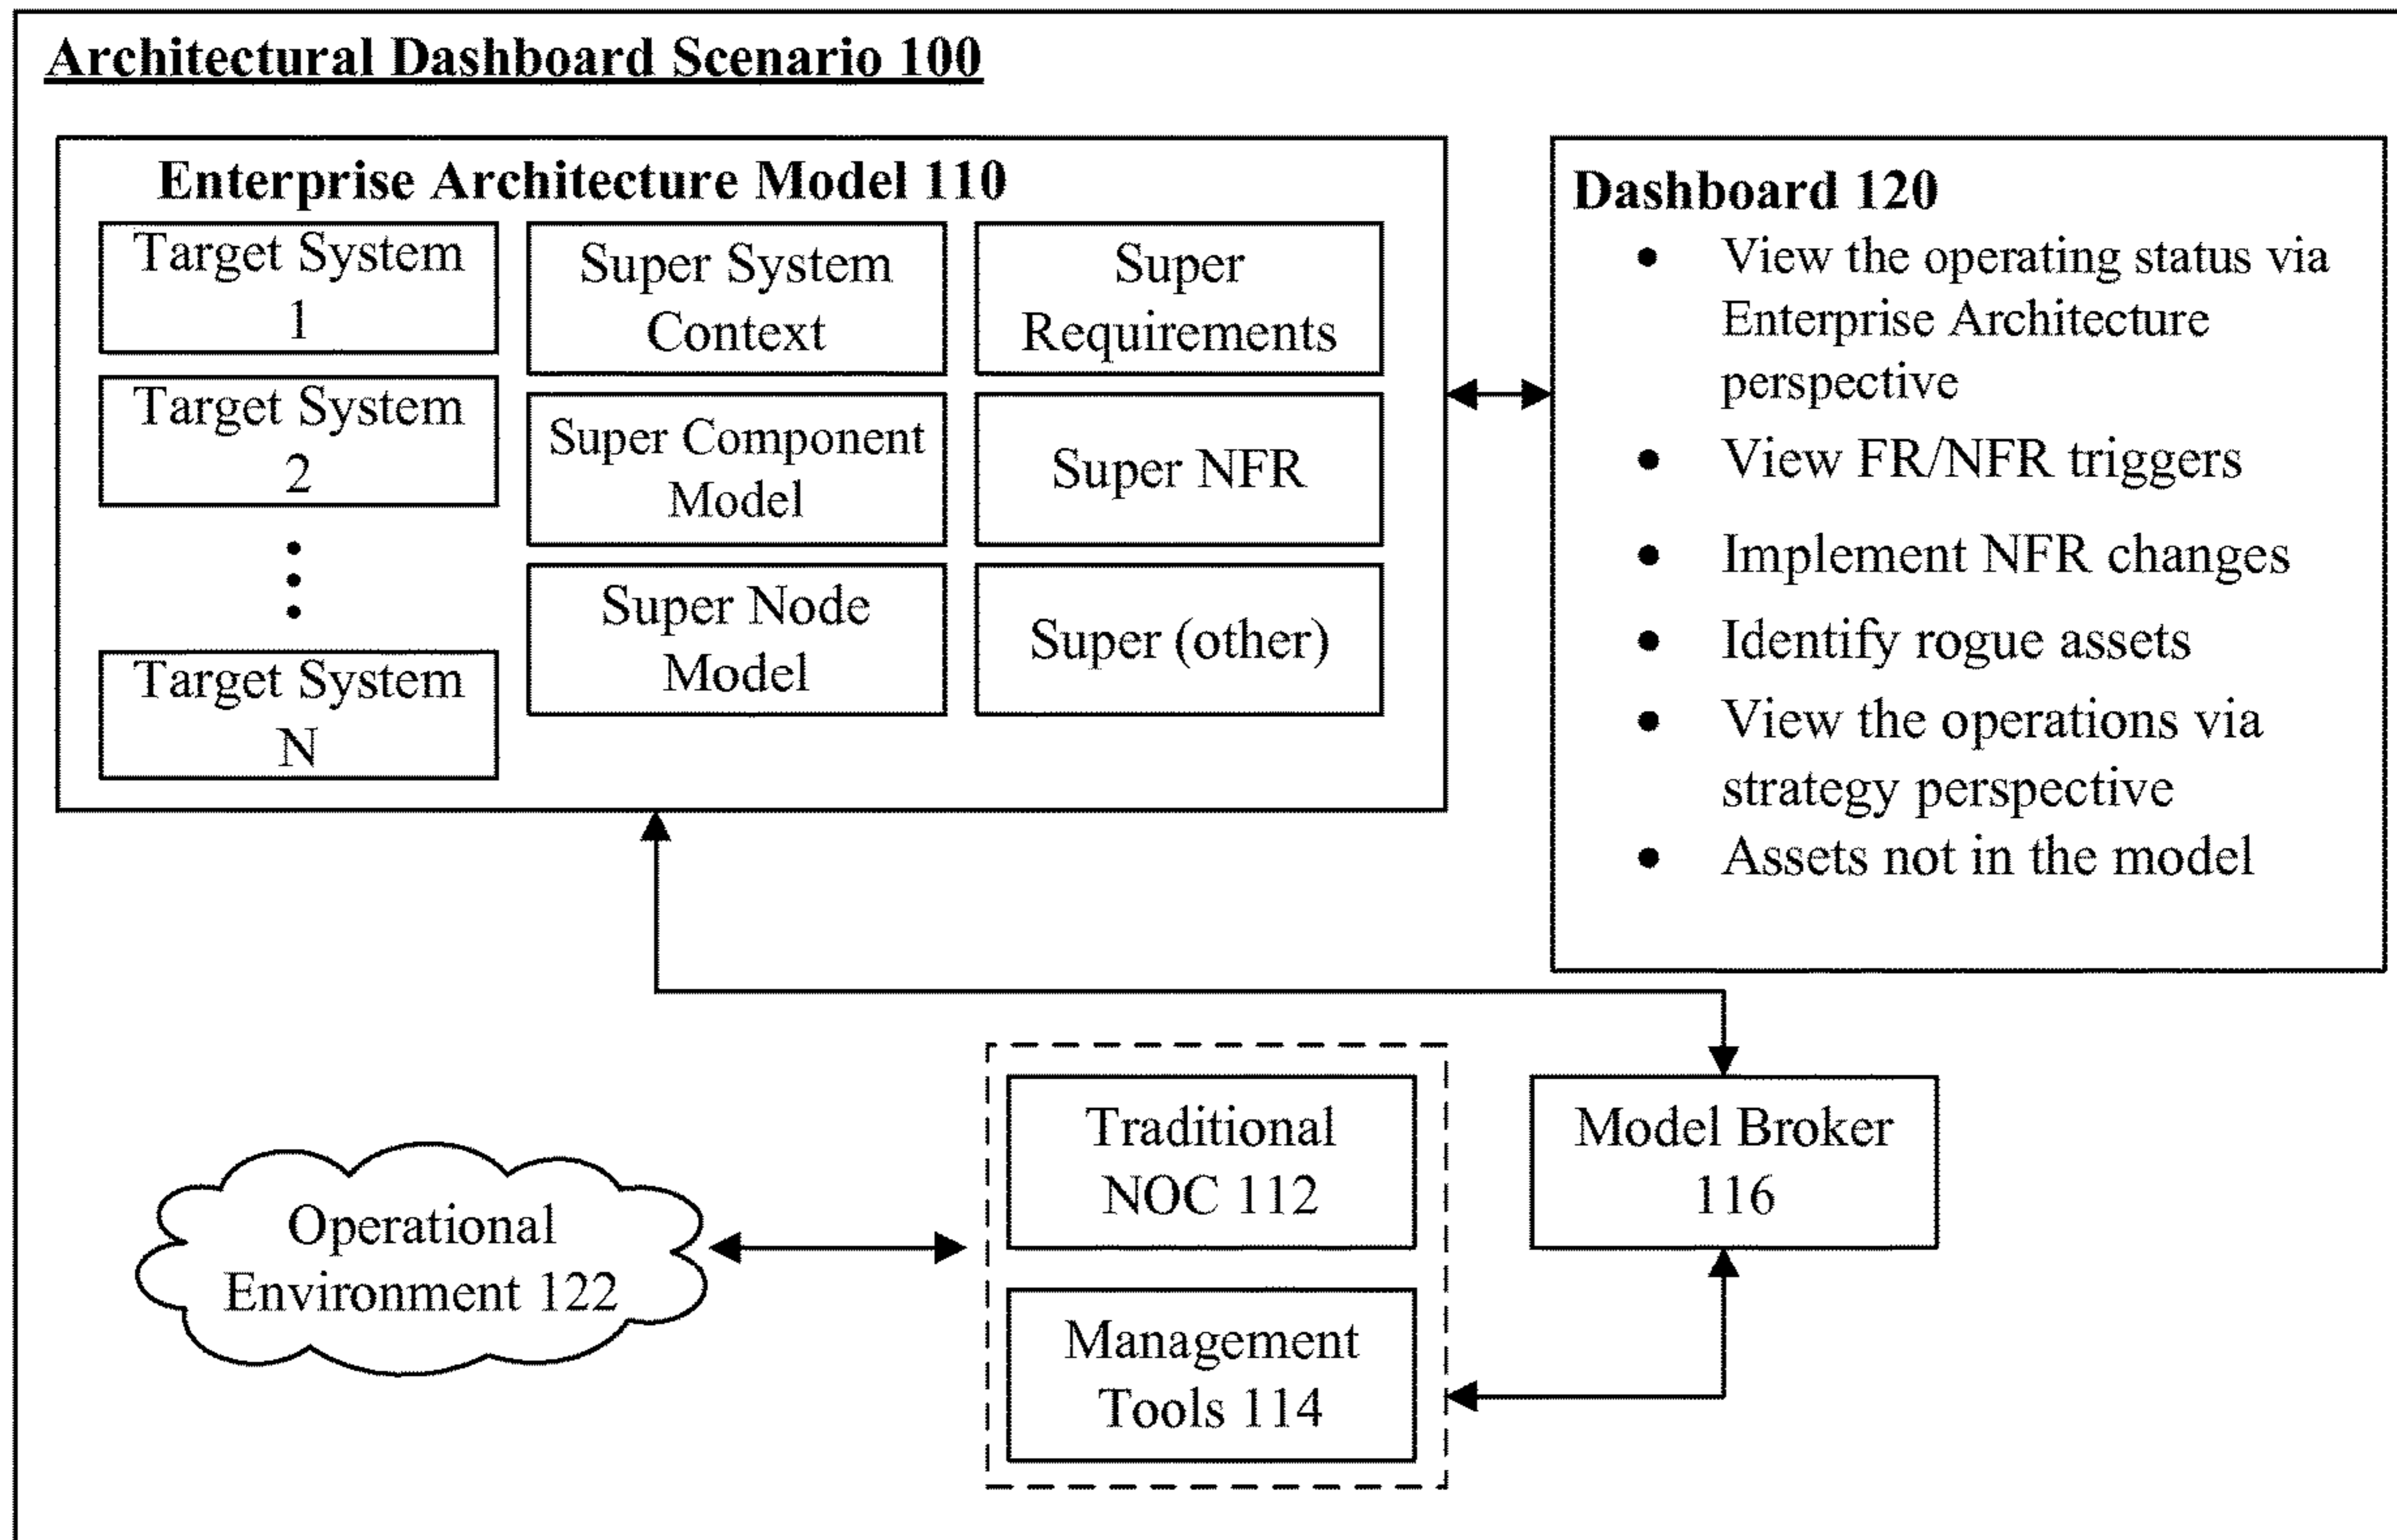 Architectural Dashboard Scenario 100
Enterprise Architecture Model 110
Target System
1
Target System
2
Target System
N
Super System
Context
Super Component
Model
Super Node
Model
Super
Requirements
Super NFR
Super (other)
Dashboard 120
• View the operating status via
Enterprise Architecture
perspective
• View FR/NFR triggers
• Implement NFR changes
• Identify rogue assets
• View the operations via
strategy perspective
• Assets not in the model
Operational
Environment 122
Traditional
NOC 112
Management
Tools 114
Model Broker
116